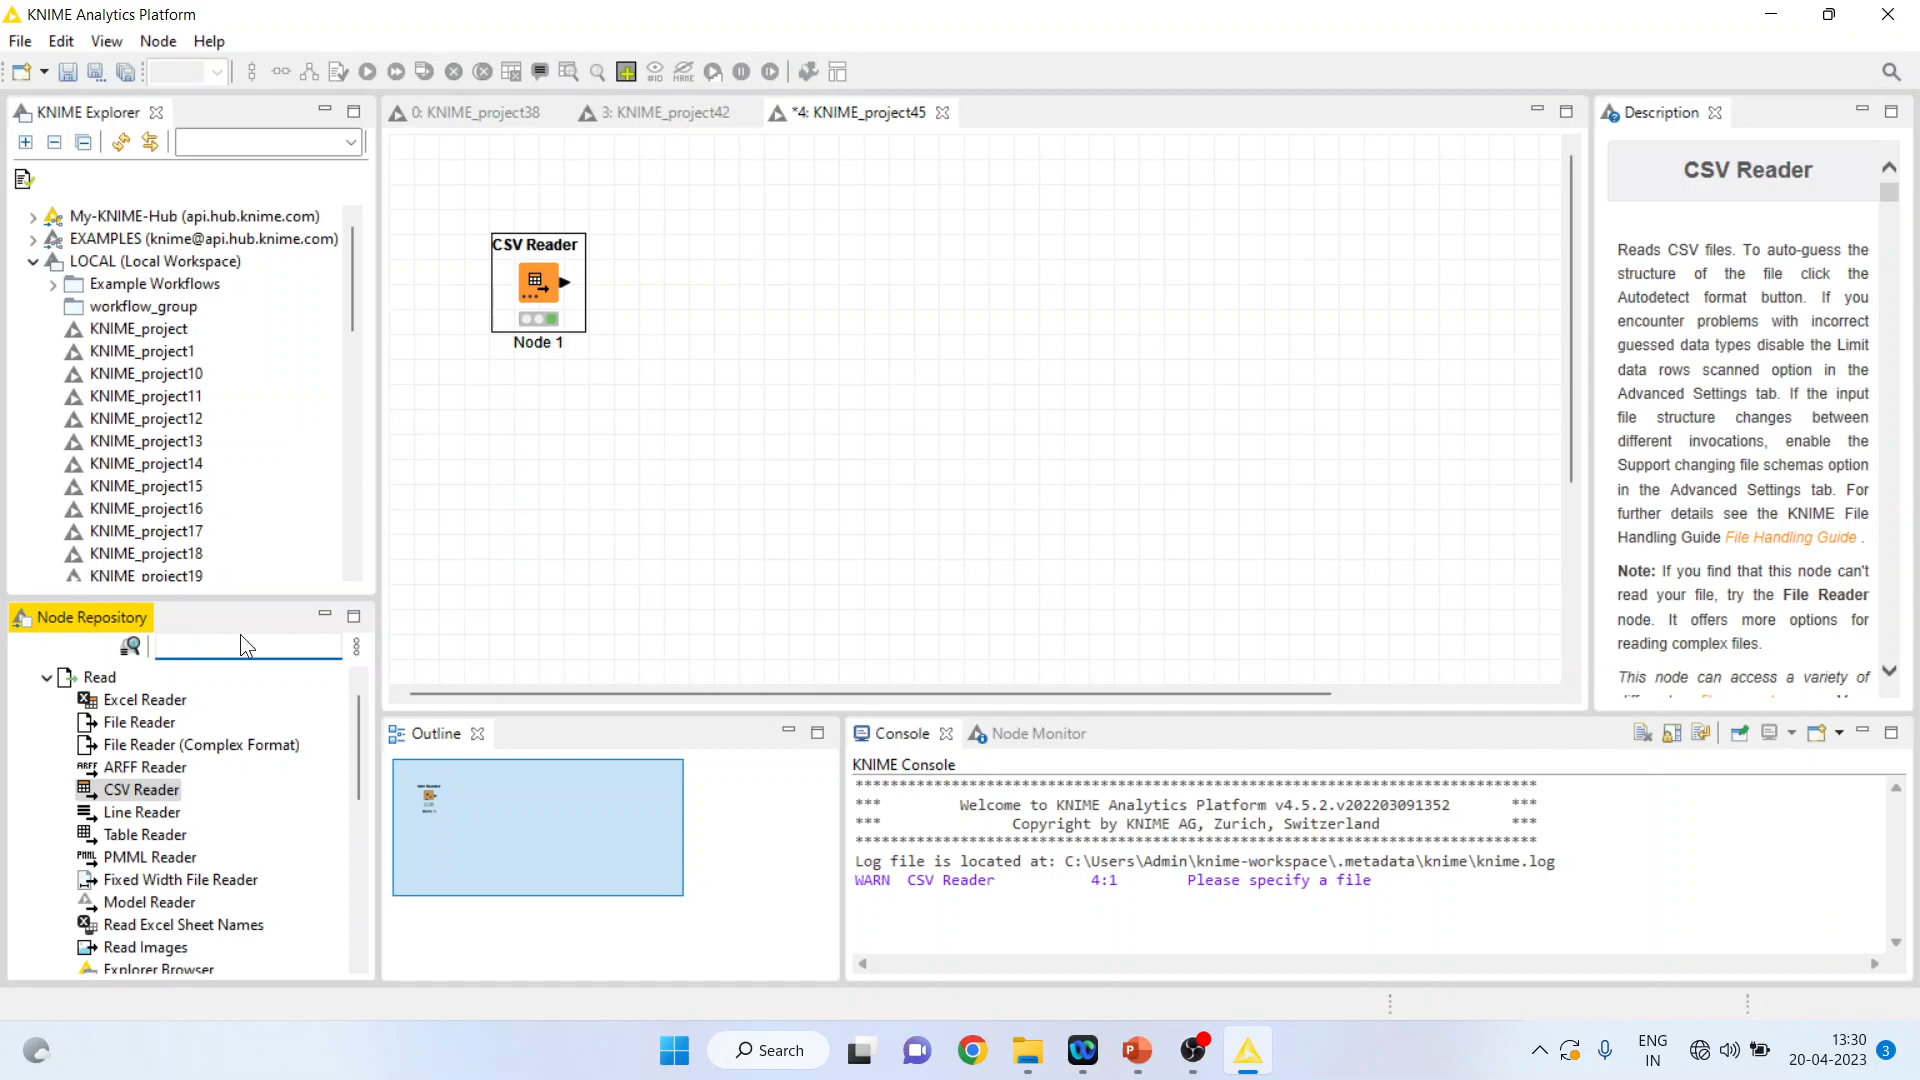 KNIME Analytics Platform
File Edit View Node Help
KNIME Explorer
My-KNIME-Hub (api.hub.knime.com)
EXAMPLES (knime@api.hub.knime.com)
LOCAL (Local Workspace)
Example Workflows
workflow_group
KNIME_project
KNIME_project1
KNIME_project10
KNIME_project11
KNIME_project12
KNIME_project13
KNIME_project14
KNIME_project15
KNIME_project16
KNIME_project17
KNIME_project18
KNIME_project19
Node Repository
Read
Excel Reader
File Reader
File Reader (Complex Format)
ARFF Reader
CSV Reader
Line Reader
Table Reader
PMML Reader
Fixed Width File Reader
Model Reader
Read Excel Sheet Names
Read Images
Explorer Browser
0: KNIME_project38
3: KNIME_project42
*4: KNIME_project45
CSV Reader
Node 1
Outline
Console
Node Monitor
KNIME Console
********************************************************************************
*** Welcome to KNIME Analytics Platform v4.5.2.v202203091352 ***
*** Copyright by KNIME AG, Zurich, Switzerland ***
********************************************************************************
Log file is located at: C:\Users\Admin\knime-workspace\.metadata\knime\knime.log
WARN CSV Reader 4:1 Please specify a file
Description
CSV Reader
Reads CSV files. To auto-guess the
structure of the file click the
Autodetect format button. If you
encounter problems with incorrect
guessed data types disable the Limit
data rows scanned option in the
Advanced Settings tab. If the input
file structure changes between
different invocations, enable the
Support changing file schemas option
in the Advanced Settings tab. For
further details see the KNIME File
Handling Guide File Handling Guide .
Note: If you find that this node can't
read your file, try the File Reader
node. It offers more options for
reading complex files.
This node can access a variety of
Search
ENG
IN
13:30
20-04-2023
3